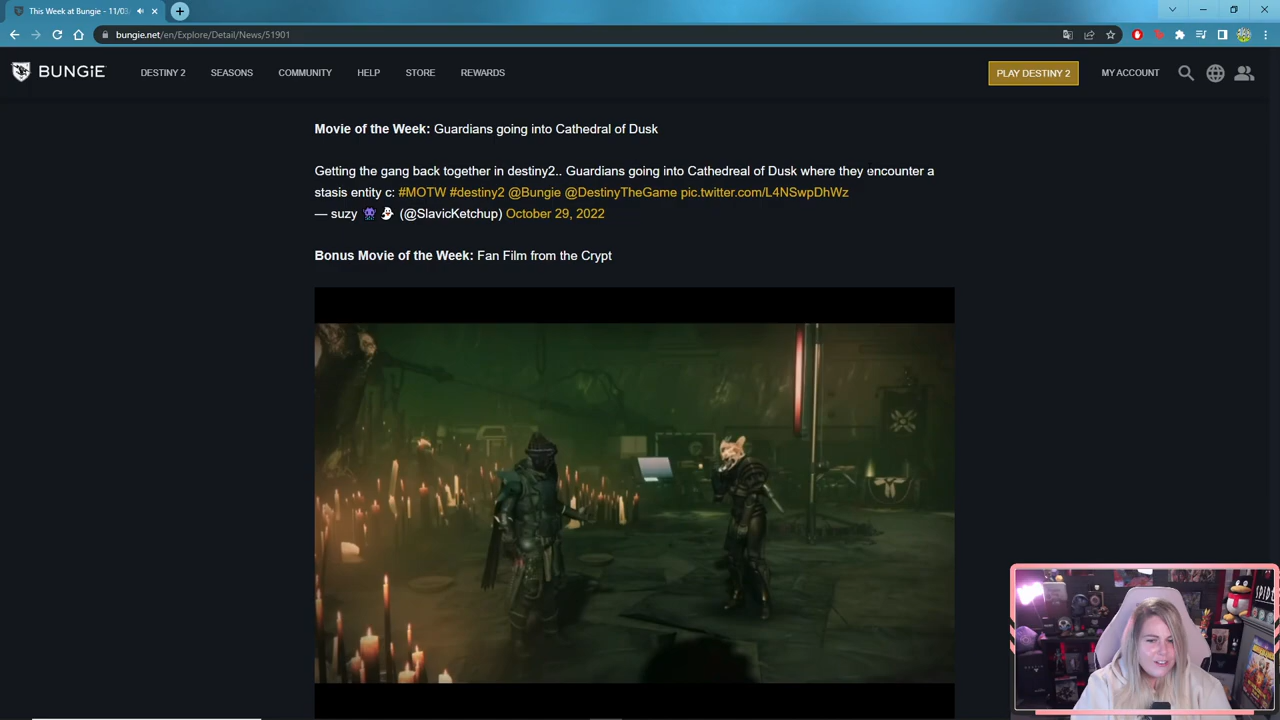 This Week at Bungie - 11/03/
bungie.net/en/Explore/Detail/News/51901
BUNGIE
DESTINY 2
SEASONS
COMMUNITY
HELP
STORE
REWARDS
PLAY DESTINY 2
MY ACCOUNT
Movie of the Week: Guardians going into Cathedral of Dusk
Getting the gang back together in destiny2.. Guardians going into Cathedreal of Dusk where they encounter a
stasis entity c: #MOTW #destiny2 @Bungie @DestinyTheGame pic.twitter.com/L4NSwpDhWz
— suzy 👾 👻 (@SlavicKetchup) October 29, 2022
Bonus Movie of the Week: Fan Film from the Crypt